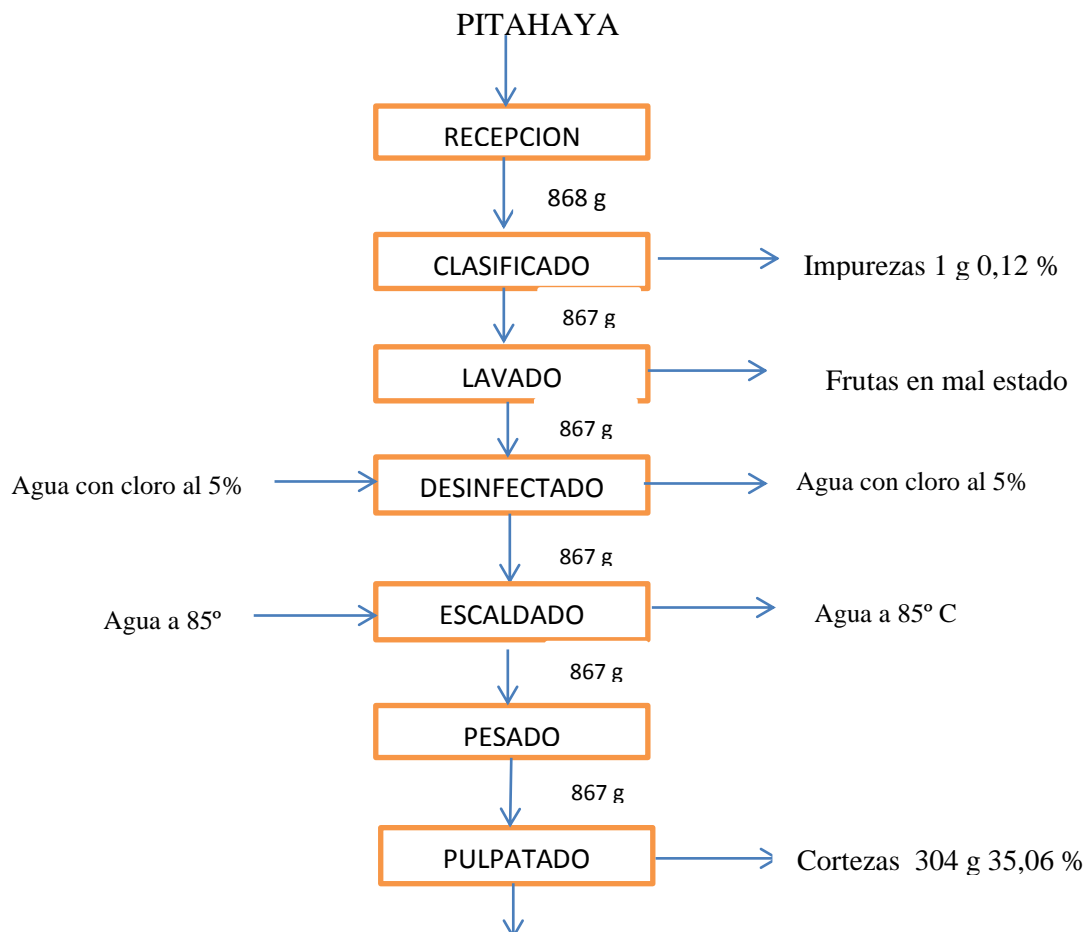 PITAHAYA
RECEPCION
868 g
CLASIFICADO
Impurezas 1 g 0,12 %
867 g
LAVADO
Frutas en mal estado
867 g
Agua con cloro al 5%
DESINFECTADO
Agua con cloro al 5%
867 g
Agua a 85º
ESCALDADO
Agua a 85º C
867 g
PESADO
867 g
PULPATADO
Cortezas 304 g 35,06 %